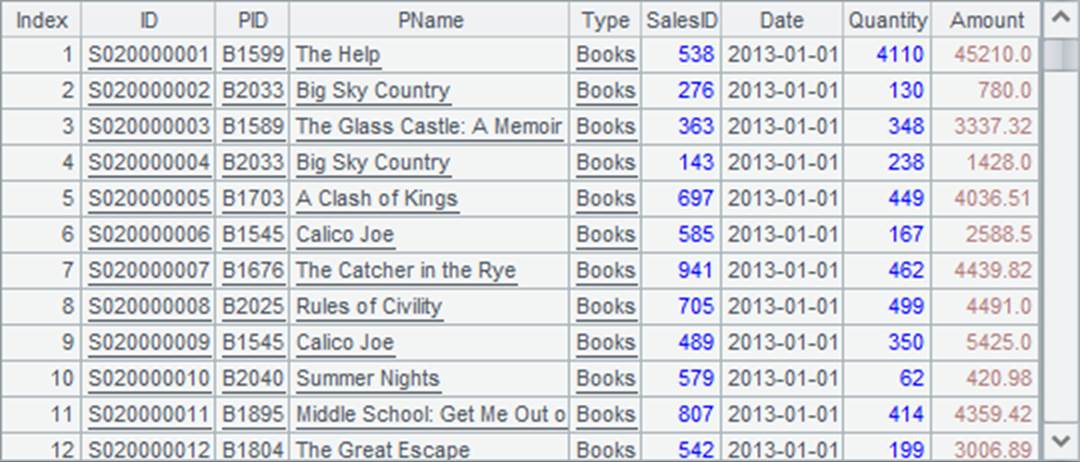 Index ID PID PName Type SalesID Date Quantity Amount
1 S020000001 B1599 The Help Books 538 2013-01-01 4110 45210.0
2 S020000002 B2033 Big Sky Country Books 276 2013-01-01 130 780.0
3 S020000003 B1589 The Glass Castle: A Memoir Books 363 2013-01-01 348 3337.32
4 S020000004 B2033 Big Sky Country Books 143 2013-01-01 238 1428.0
5 S020000005 B1703 A Clash of Kings Books 697 2013-01-01 449 4036.51
6 S020000006 B1545 Calico Joe Books 585 2013-01-01 167 2588.5
7 S020000007 B1676 The Catcher in the Rye Books 941 2013-01-01 462 4439.82
8 S020000008 B2025 Rules of Civility Books 705 2013-01-01 499 4491.0
9 S020000009 B1545 Calico Joe Books 489 2013-01-01 350 5425.0
10 S020000010 B2040 Summer Nights Books 579 2013-01-01 62 420.98
11 S020000011 B1895 Middle School: Get Me Out o Books 807 2013-01-01 414 4359.42
12 S020000012 B1804 The Great Escape Books 542 2013-01-01 199 3006.89